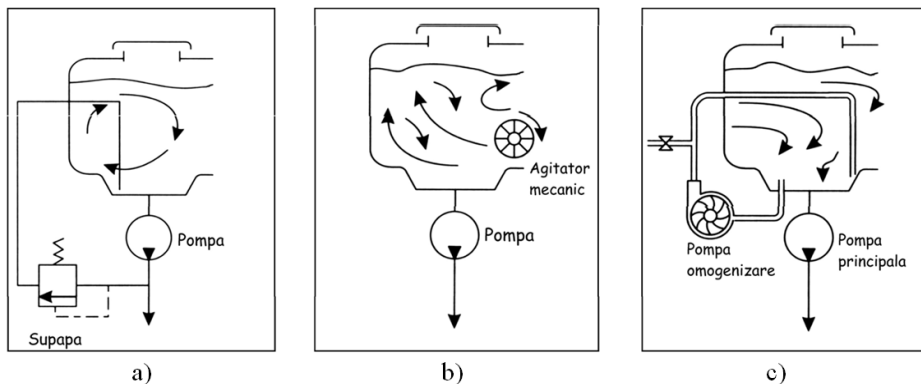 Pompa
Supapa
a)
Agitator
mecanic
Pompa
b)
Pompa
omogenizare
Pompa
principala
c)